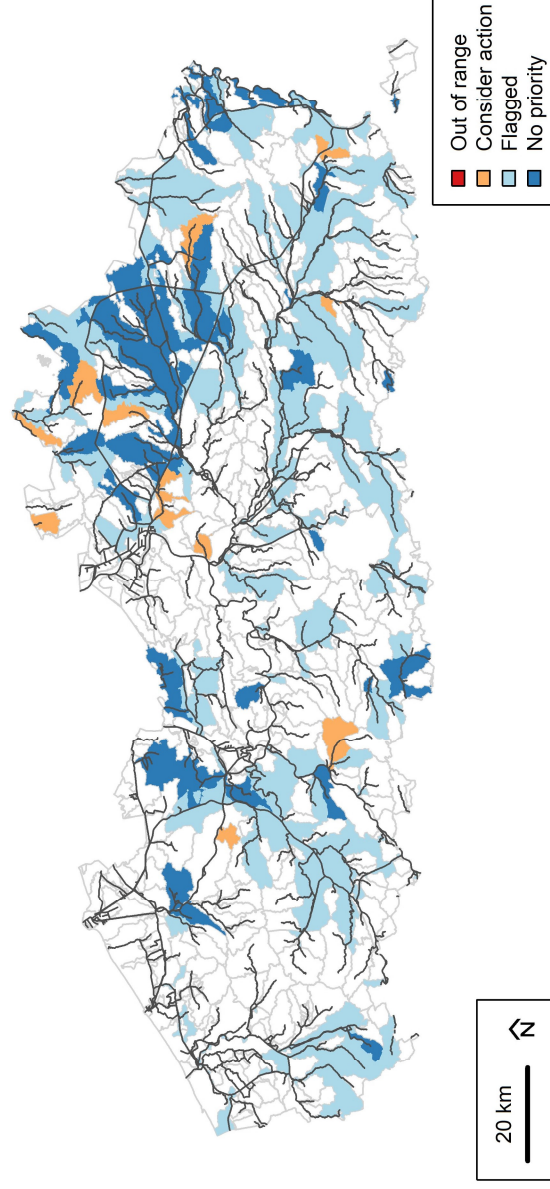 Out of range
Consider action
Flagged
No priority
20 km
N